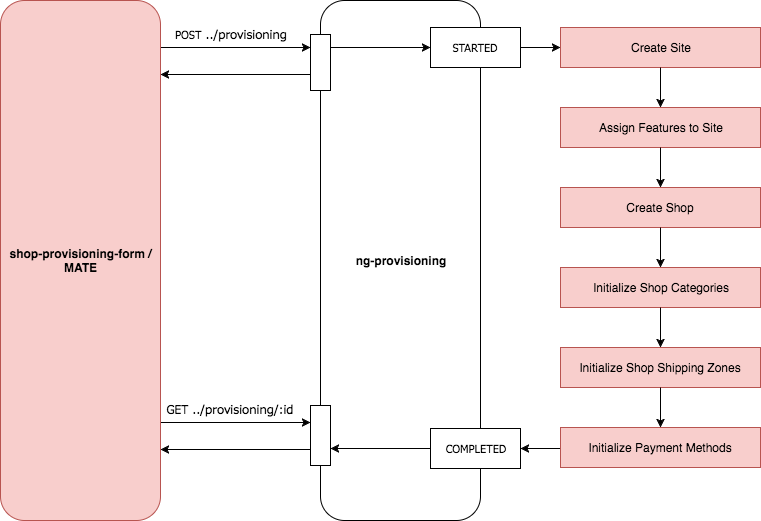 POST ../provisioning
STARTED
Create Site
Assign Features to Site
Create Shop
shop-provisioning-form /
MATE
ng-provisioning
Initialize Shop Categories
Initialize Shop Shipping Zones
GET ../provisioning/:id
COMPLETED
Initialize Payment Methods